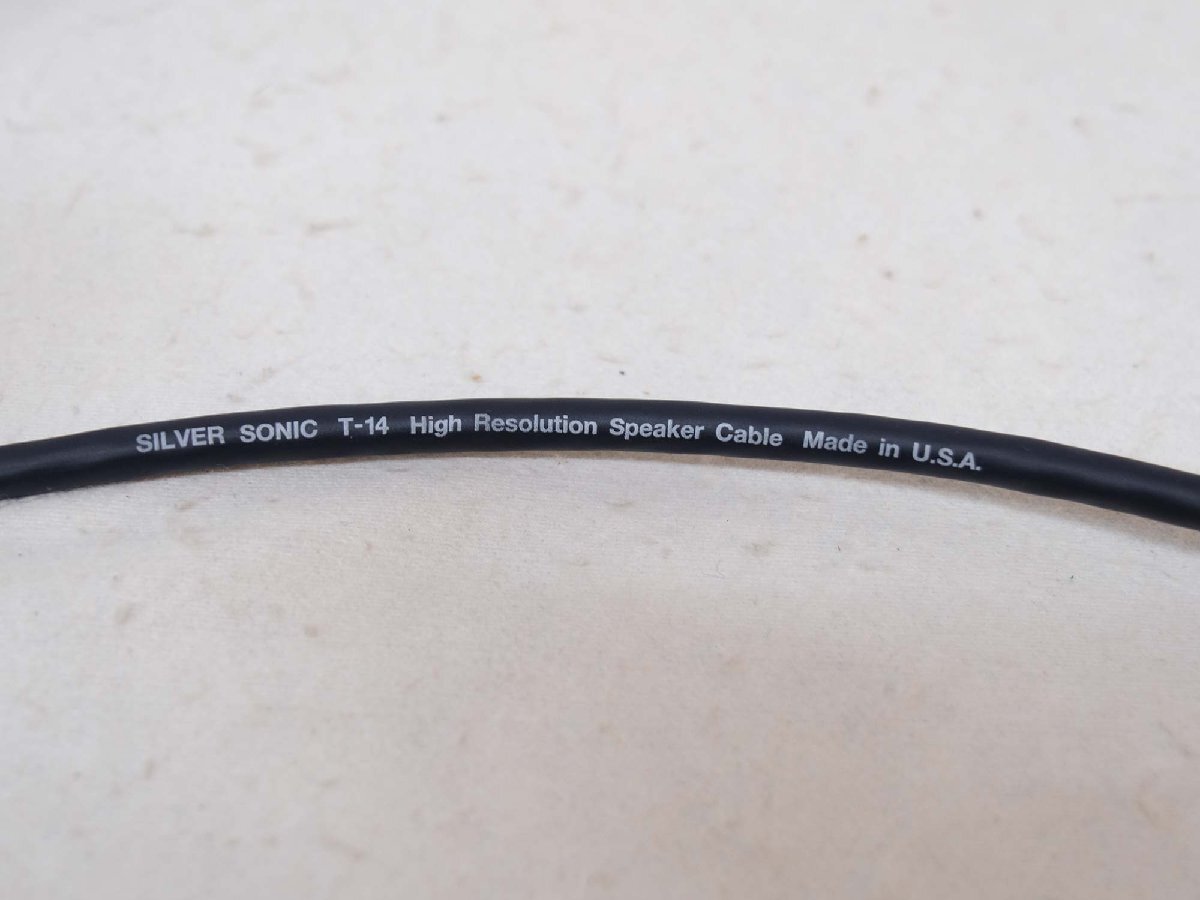 SILVER SONIC T-14 High Resolution Speaker Cable Made in U.S.A.